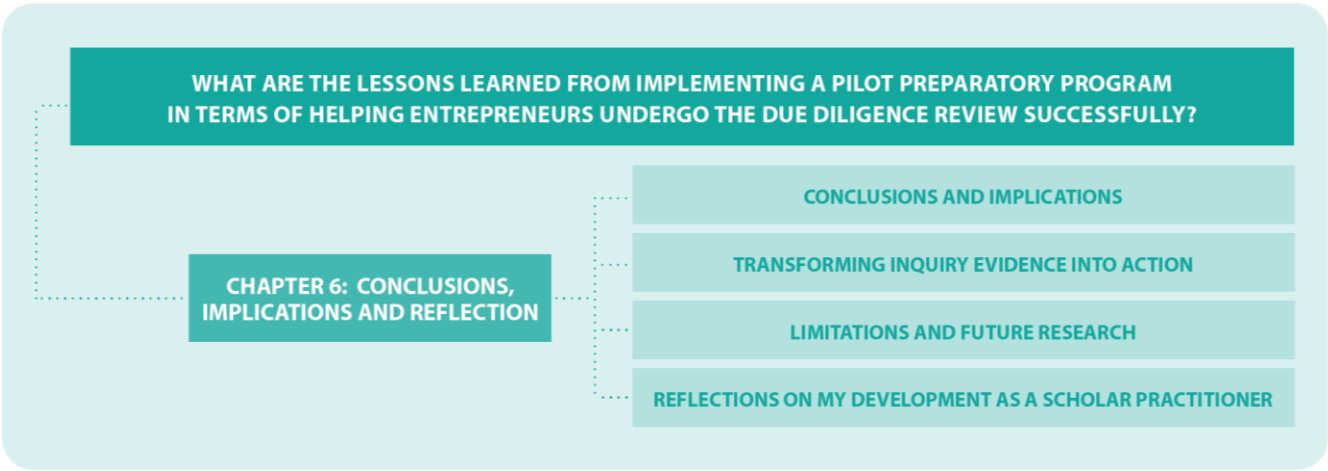 WHAT ARE THE LESSONS LEARNED FROM IMPLEMENTING A PILOT PREPARATORY PROGRAM
IN TERMS OF HELPING ENTREPRENEURS UNDERGO THE DUE DILIGENCE REVIEW SUCCESSFULLY?
CHAPTER 6: CONCLUSIONS,
IMPLICATIONS AND REFLECTION
CONCLUSIONS AND IMPLICATIONS
TRANSFORMING INQUIRY EVIDENCE INTO ACTION
LIMITATIONS AND FUTURE RESEARCH
REFLECTIONS ON MY DEVELOPMENT AS A SCHOLAR PRACTITIONER